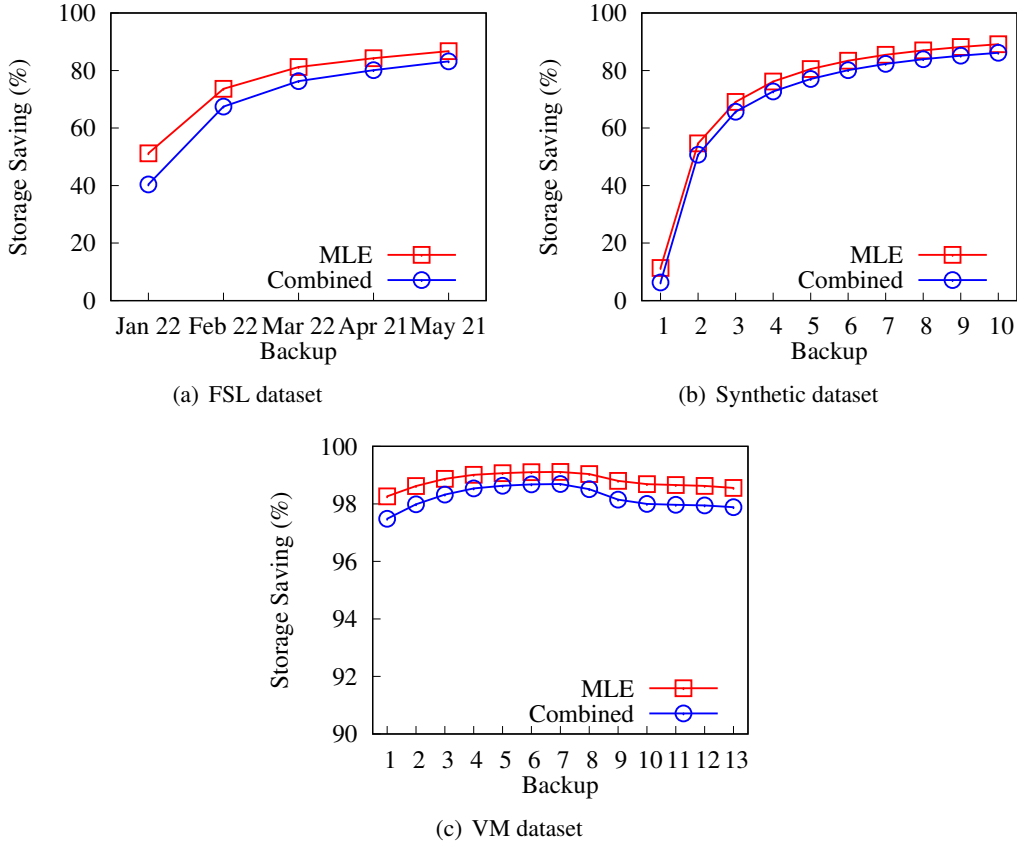 100
80
60
40
20
0
Storage Saving (%)
MLE
Combined
Jan 22 Feb 22 Mar 22 Apr 21 May 21
Backup
(a) FSL dataset
100
80
60
40
20
0
Storage Saving (%)
MLE
Combined
1 2 3 4 5 6 7 8 9 10
Backup
(b) Synthetic dataset
100
98
96
94
92
90
Storage Saving (%)
MLE
Combined
1 2 3 4 5 6 7 8 9 10 11 12 13
Backup
(c) VM dataset